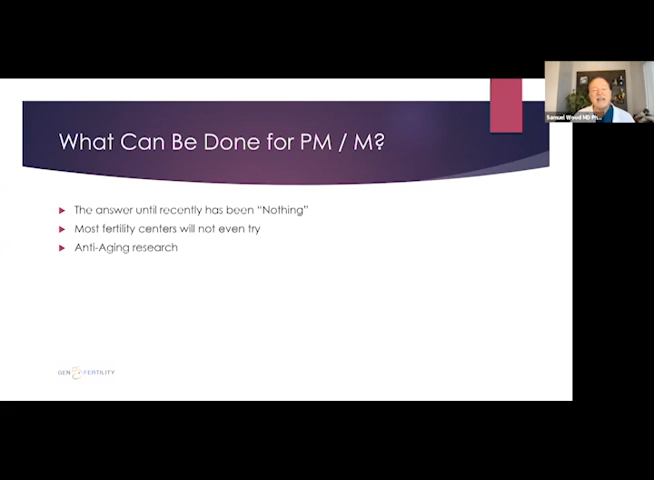 What Can Be Done for PM / M?
Samuel Wood MD Ph...
The answer until recently has been “Nothing”
Most fertility centers will not even try
Anti-Aging research
GEN FERTILITY